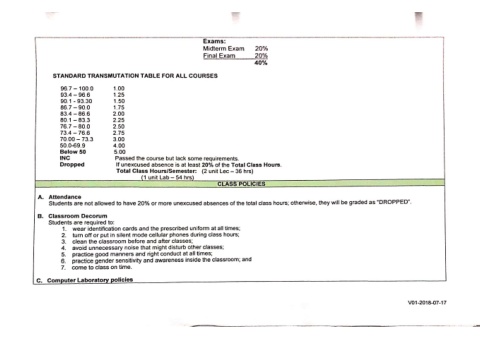 Exams:
Midterm Exam 20%
Final Exam 20%
40%
STANDARD TRANSMUTATION TABLE FOR ALL COURSES
96.7 – 100.0 1.00
93.4 – 96.6 1.25
90.1 - 93.30 1.50
86.7 – 90.0 1.75
83.4 – 86.6 2.00
80.1 – 83.3 2.25
76.7 – 80.0 2.50
73.4 – 76.6 2.75
70.00 – 73.3 3.00
50.0-69.9 4.00
Below 50 5.00
INC Passed the course but lack some requirements.
Dropped If unexcused absence is at least 20% of the Total Class Hours.
Total Class Hours/Semester: (2 unit Lec – 36 hrs)
(1 unit Lab – 54 hrs)
CLASS POLICIES
A. Attendance
Students are not allowed to have 20% or more unexcused absences of the total class hours; otherwise, they will be graded as "DROPPED".
B. Classroom Decorum
Students are required to:
1. wear identification cards and the prescribed uniform at all times;
2. turn off or put in silent mode cellular phones during class hours;
3. clean the classroom before and after classes;
4. avoid unnecessary noise that might disturb other classes;
5. practice good manners and right conduct at all times;
6. practice gender sensitivity and awareness inside the classroom; and
7. come to class on time.
C. Computer Laboratory policies
V01-2018-07-17